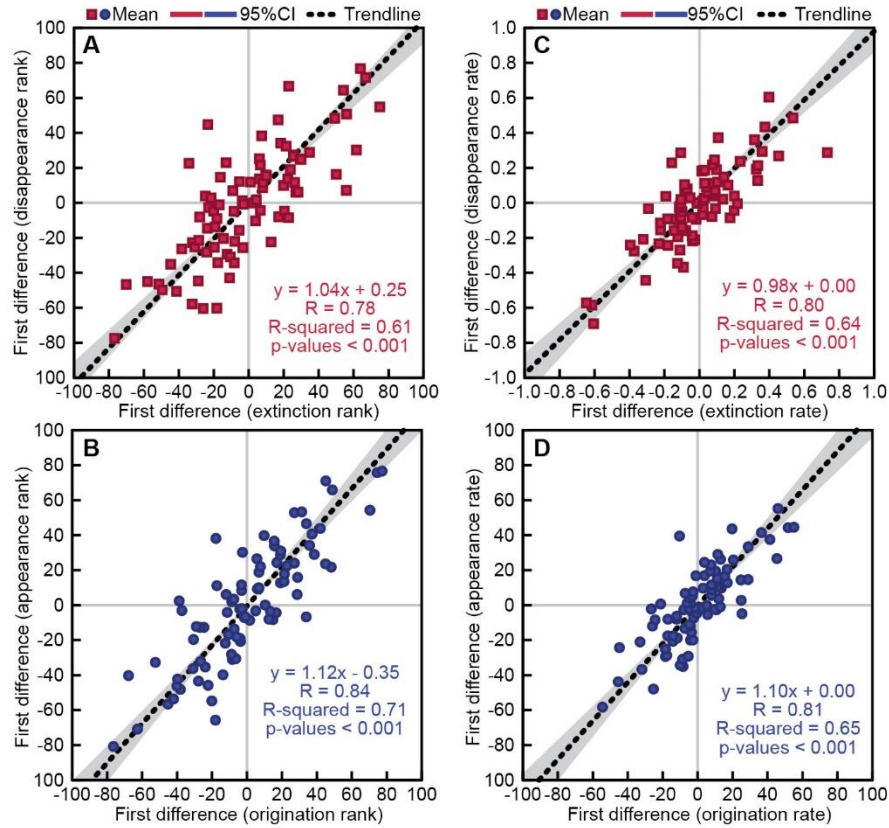 Mean 95%CI Trendline
A
First difference (disappearance rank)
100
80
60
40
20
0
-20
-40
-60
-80
100
y = 1.04x + 0.25
R = 0.78
R-squared = 0.61
p-values < 0.001
-100 -80 -60 -40 -20 0 20 40 60 80 100
First difference (extinction rank)
Mean 95%CI Trendline
C
First difference (disappearance rate)
1.0
0.8
0.6
0.4
0.2
0.0
-0.2
-0.4
-0.6
-0.8
-1.0
y = 0.98x + 0.00
R = 0.80
R-squared = 0.64
p-values < 0.001
-1.0 -0.8 -0.6 -0.4 -0.2 0.0 0.2 0.4 0.6 0.8 1.0
First difference (extinction rate)
B
First difference (appearance rank)
100
80
60
40
20
0
-20
-40
-60
-80
100
y = 1.12x - 0.35
R = 0.84
R-squared = 0.71
p-values < 0.001
-100 -80 -60 -40 -20 0 20 40 60 80 100
First difference (origination rank)
D
First difference (appearance rate)
100
80
60
40
20
0
-20
-40
-60
-80
100
y = 1.10x + 0.00
R = 0.81
R-squared = 0.65
p-values < 0.001
-100 -80 -60 -40 -20 0 20 40 60 80 100
First difference (origination rate)